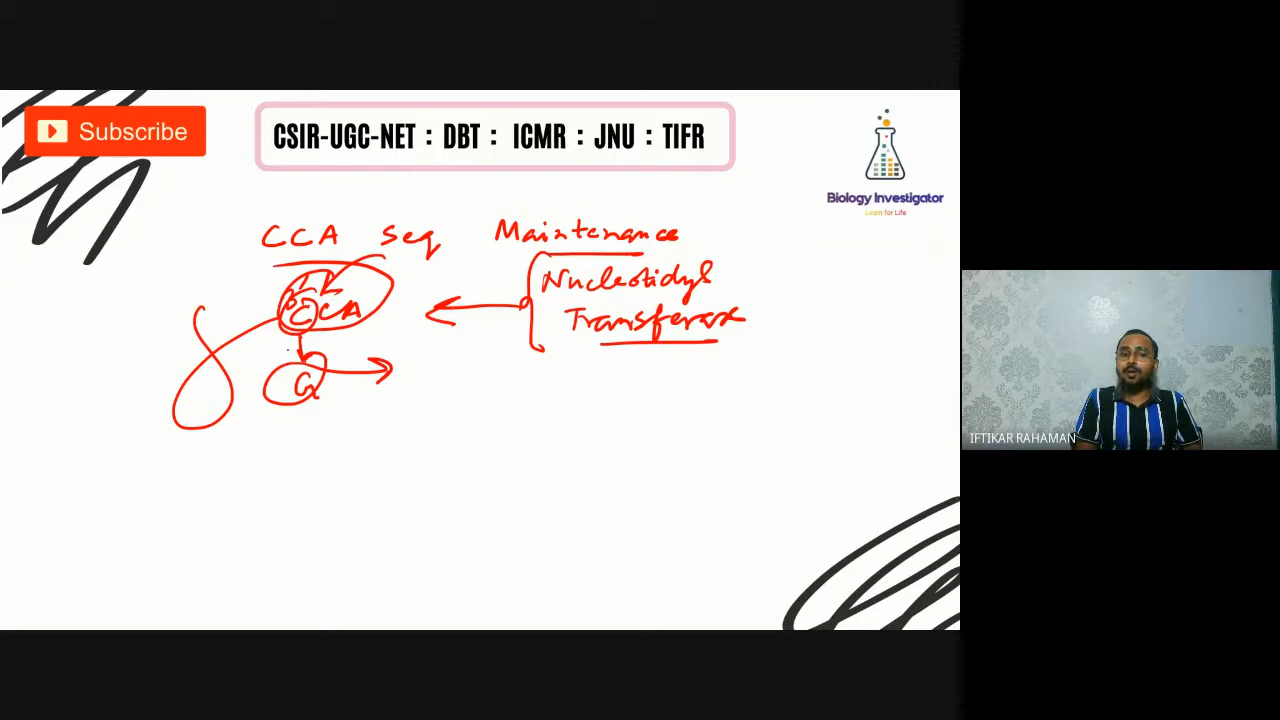 Subscribe
CSIR-UGC-NET : DBT : ICMR : JNU : TIFR
Biology Investigator
Learn for Life
CCA Seq Maintenance
Nucleotidyl
CCA
Transferase
G
IFTIKAR RAHAMAN